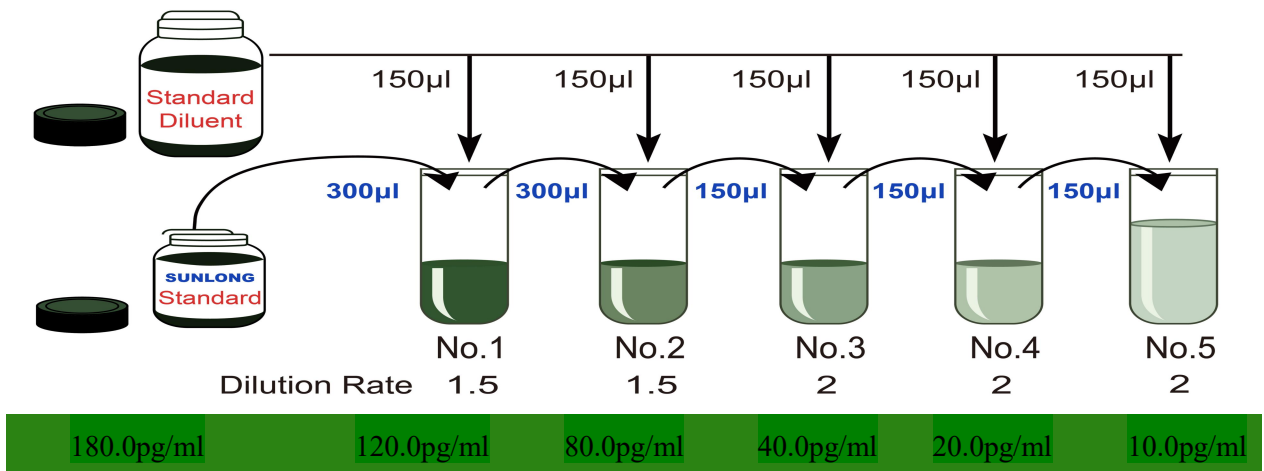 150μl 150μl 150μl 150μl 150μl
Standard
Diluent
300μl 300μl 150μl 150μl 150μl
SUNLONG
Standard
No.1 No.2 No.3 No.4 No.5
Dilution Rate 1.5 1.5 2 2 2
180.0pg/ml 120.0pg/ml 80.0pg/ml 40.0pg/ml 20.0pg/ml 10.0pg/ml